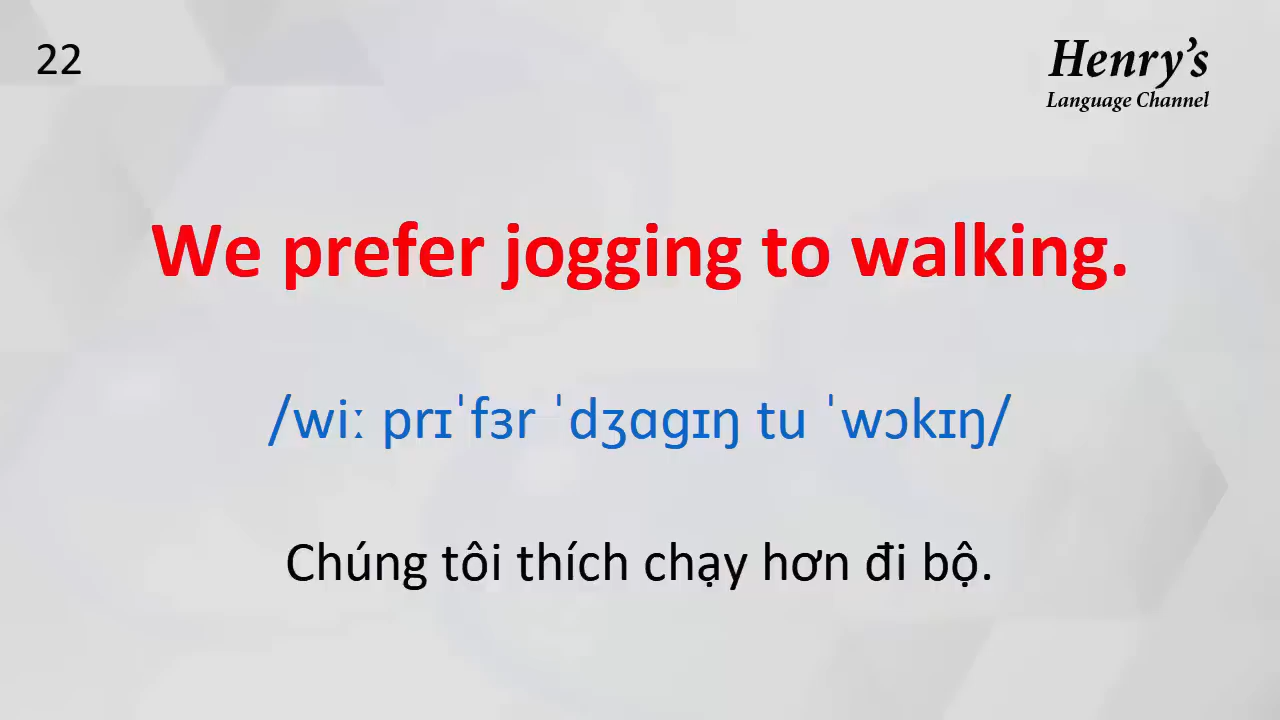 22
Henry’s
Language Channel
We prefer jogging to walking.
/wiː prɪˈfɜr ˈdʒɑgɪŋ tu ˈwɔkɪŋ/
Chúng tôi thích chạy hơn đi bộ.